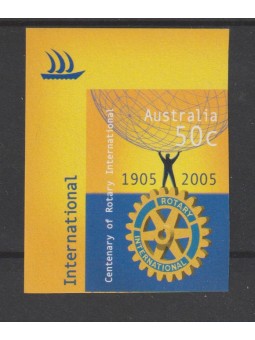 Australia
50c
1905 2005
Centenary of Rotary International
International
ROTARY
INTERNATIONAL